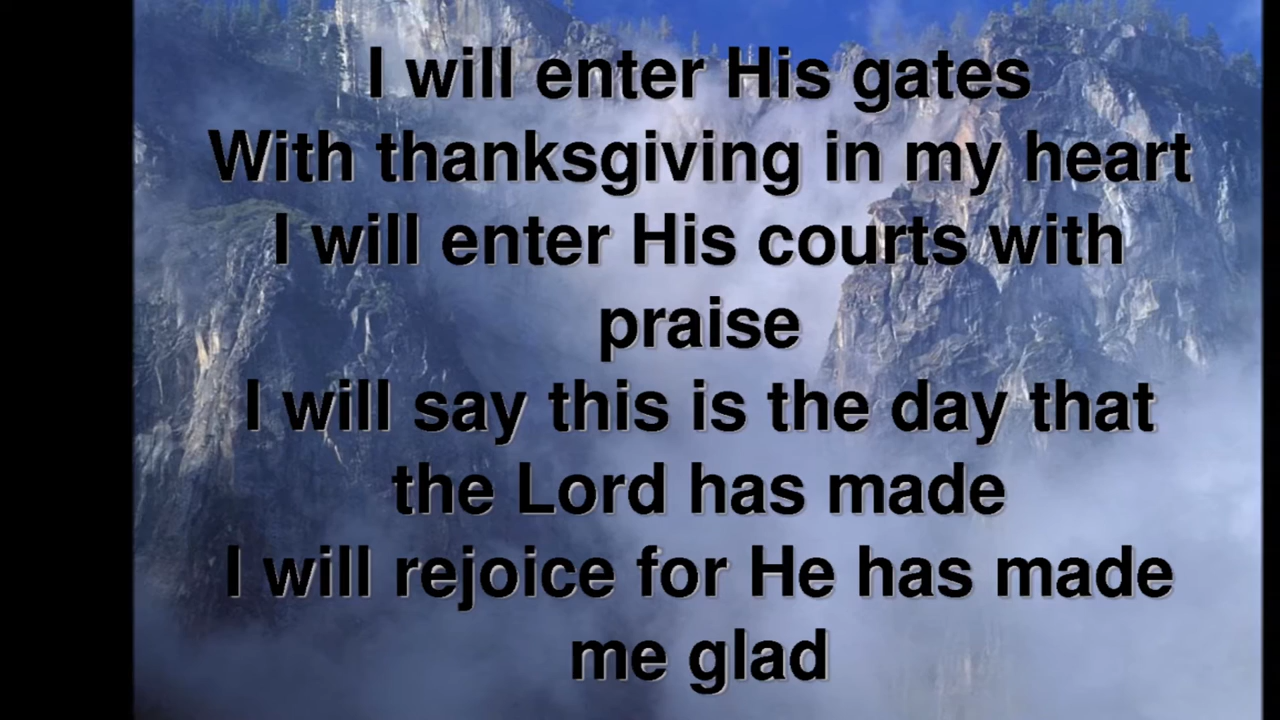 I will enter His gates
With thanksgiving in my heart
I will enter His courts with
praise
I will say this is the day that
the Lord has made
I will rejoice for He has made
me glad